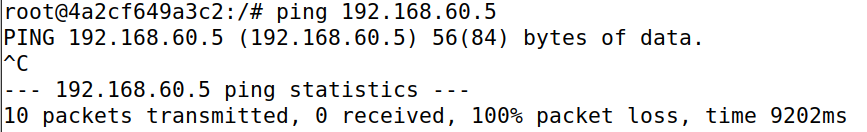 root@4a2cf649a3c2:/# ping 192.168.60.5
PING 192.168.60.5 (192.168.60.5) 56(84) bytes of data.
^C
--- 192.168.60.5 ping statistics ---
10 packets transmitted, 0 received, 100% packet loss, time 9202ms